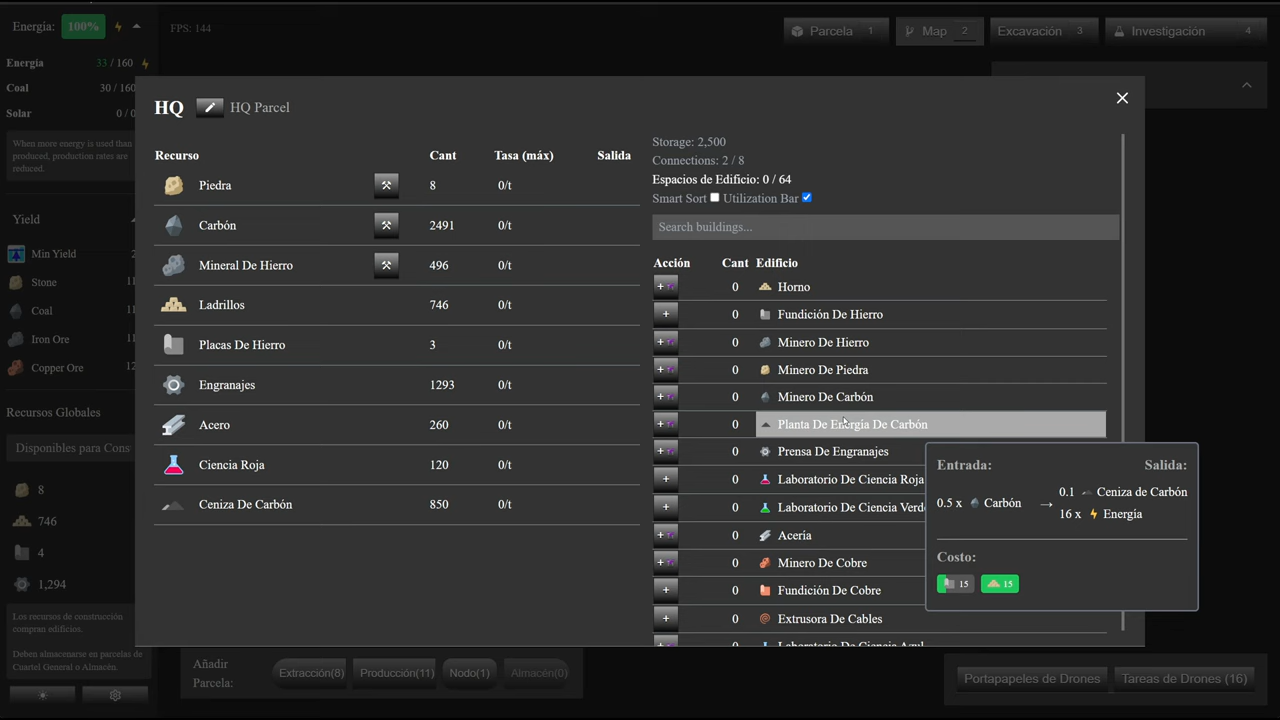 Energía: 100%
FPS: 144
Parcela 1
Map 2
Excavación 3
Investigación 4
Energía 33 / 160
Coal 30 / 160
Solar 0 / 0
When more energy is used than
produced, production rates are
reduced.
Yield
Min Yield
Stone
Coal
Iron Ore
Copper Ore
Recursos Globales
Disponibles para Cons
8
746
4
1,294
Los recursos de construcción
compran edificios.
Deben almacenarse en parcelas de
Cuartel General o Almacén.
HQ HQ Parcel
Recurso Cant Tasa (máx) Salida
Piedra 8 0/t
Carbón 2491 0/t
Mineral De Hierro 496 0/t
Ladrillos 746 0/t
Placas De Hierro 3 0/t
Engranajes 1293 0/t
Acero 260 0/t
Ciencia Roja 120 0/t
Ceniza De Carbón 850 0/t
Storage: 2,500
Connections: 2 / 8
Espacios de Edificio: 0 / 64
Smart Sort Utilization Bar
Search buildings...
Acción Cant Edificio
+ 0 Horno
+ 0 Fundición De Hierro
+ 0 Minero De Hierro
+ 0 Minero De Piedra
+ 0 Minero De Carbón
+ 0 Planta De Energía De Carbón
+ 0 Prensa De Engranajes
+ 0 Laboratorio De Ciencia Roja
+ 0 Laboratorio De Ciencia Verde
+ 0 Acería
+ 0 Minero De Cobre
+ 0 Fundición De Cobre
+ 0 Extrusora De Cables
+ 0 Laboratorio De Ciencia Azul
Entrada: Salida:
0.5 x Carbón → 0.1 Ceniza de Carbón
16 x Energía
Costo:
15 15
Añadir
Parcela:
Extracción(8)
Producción(11)
Nodo(1)
Almacén(0)
Portapapeles de Drones
Tareas de Drones (16)